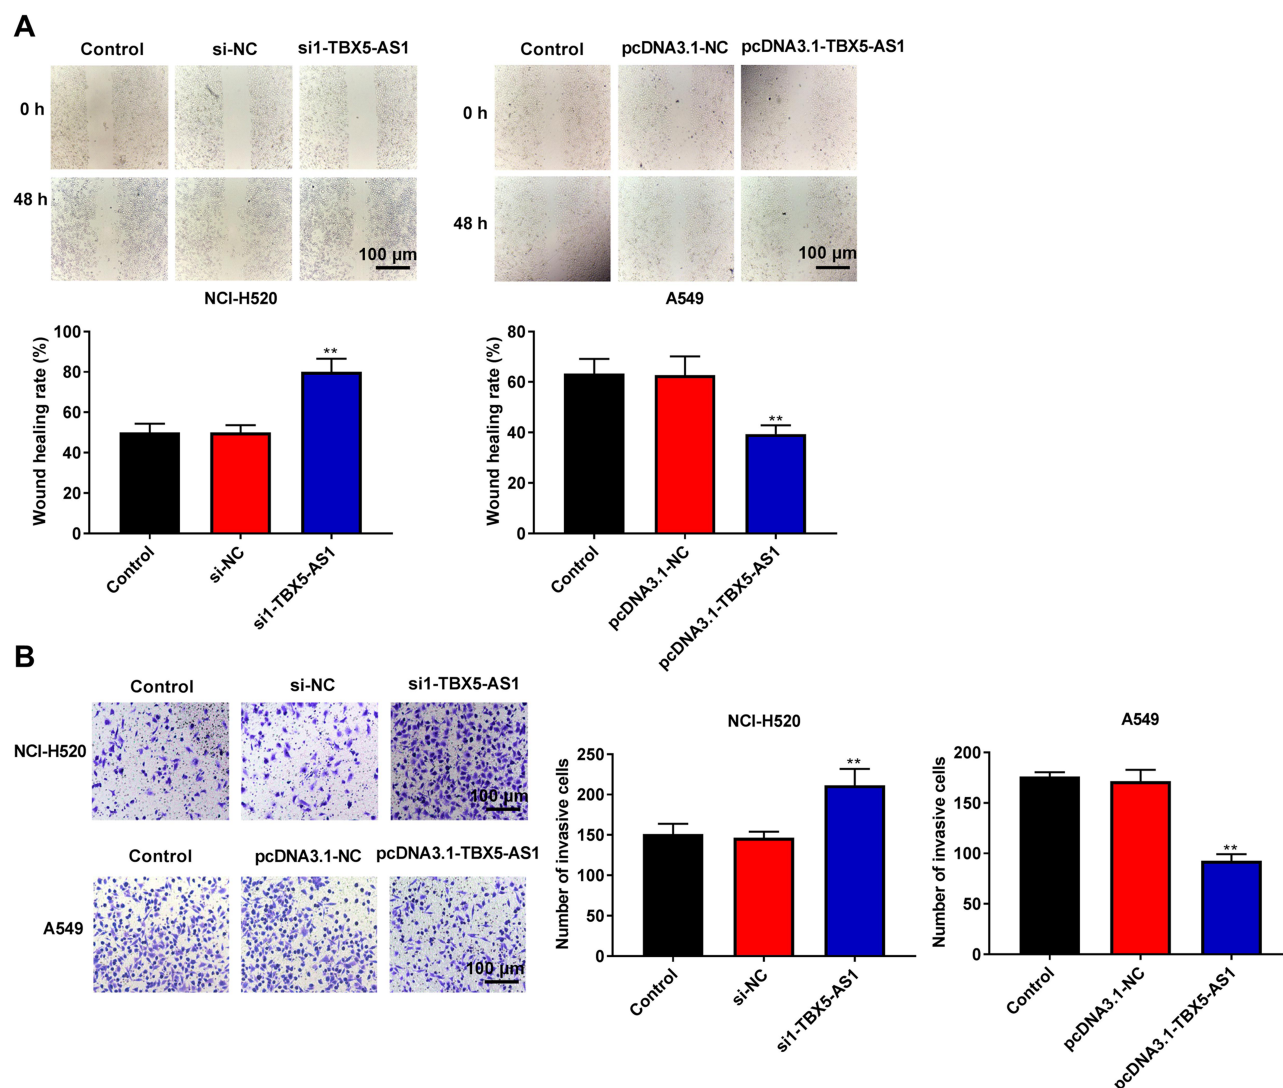 A
Control si-NC si1-TBX5-AS1
0 h
48 h
100 μm
NCI-H520
Control pcDNA3.1-NC pcDNA3.1-TBX5-AS1
0 h
48 h
100 μm
A549
Wound healing rate (%)
100
80
60
40
20
0
**
Control si-NC si1-TBX5-AS1
Wound healing rate (%)
80
60
40
20
0
**
Control pcDNA3.1-NC pcDNA3.1-TBX5-AS1
B
Control si-NC si1-TBX5-AS1
NCI-H520
100 μm
Control pcDNA3.1-NC pcDNA3.1-TBX5-AS1
A549
100 μm
NCI-H520
Number of invasive cells
250
200
150
100
50
0
**
Control si-NC si1-TBX5-AS1
A549
Number of invasive cells
200
150
100
50
0
**
Control pcDNA3.1-NC pcDNA3.1-TBX5-AS1